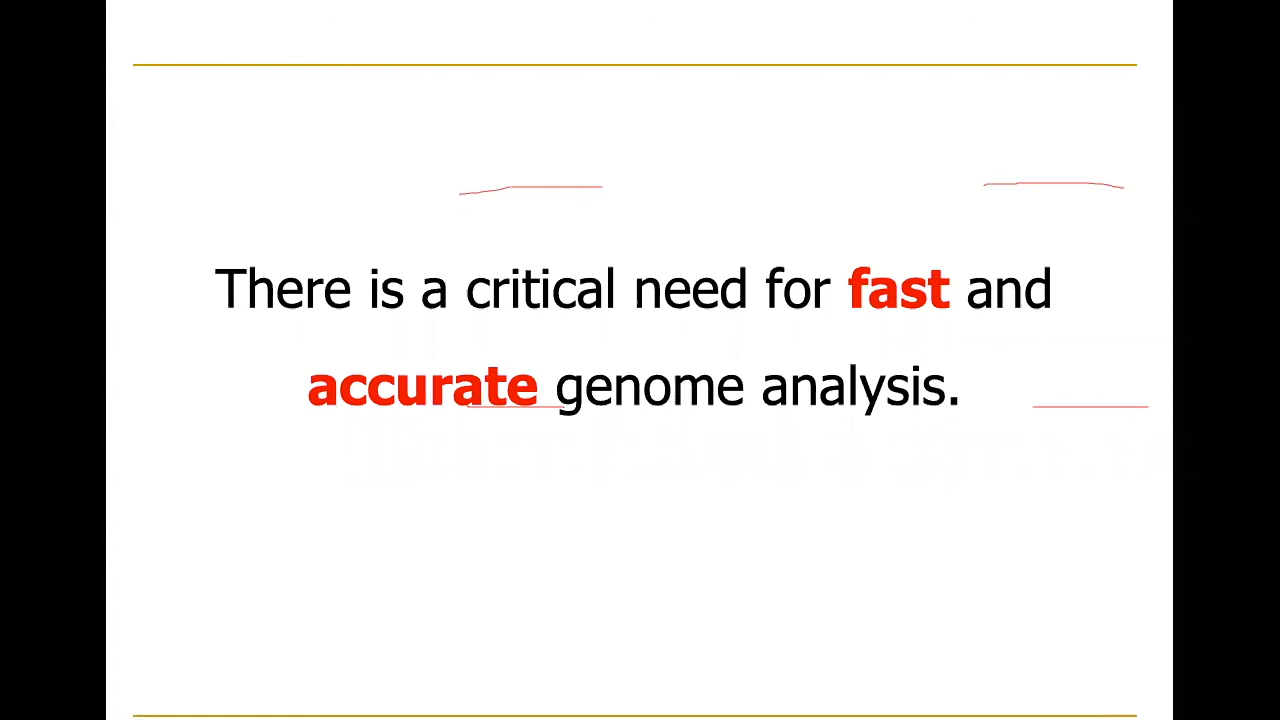 There is a critical need for fast and
accurate genome analysis.